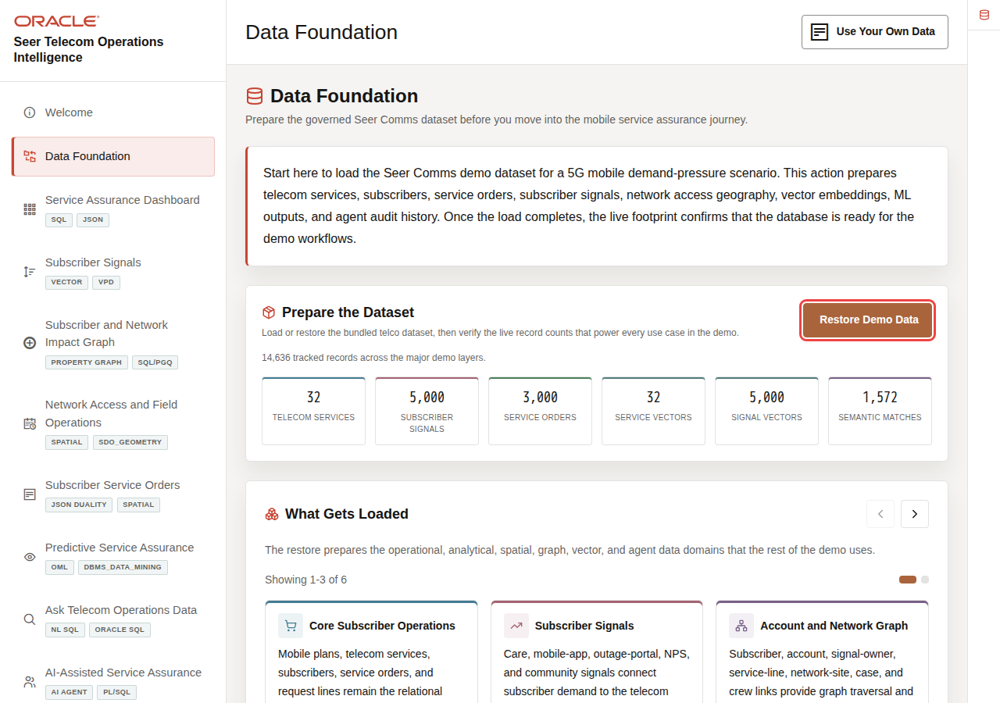 ORACLE
Seer Telecom Operations
Intelligence
Welcome
Data Foundation
Service Assurance Dashboard
SQL JSON
Subscriber Signals
VECTOR VPD
Subscriber and Network
Impact Graph
PROPERTY GRAPH SQL/PGQ
Network Access and Field
Operations
SPATIAL SDO_GEOMETRY
Subscriber Service Orders
JSON DUALITY SPATIAL
Predictive Service Assurance
OML DBMS_DATA_MINING
Ask Telecom Operations Data
NL SQL ORACLE SQL
AI-Assisted Service Assurance
AI AGENT PL/SQL
Data Foundation
Use Your Own Data
Data Foundation
Prepare the governed Seer Comms dataset before you move into the mobile service assurance journey.
Start here to load the Seer Comms demo dataset for a 5G mobile demand-pressure scenario. This action prepares
telecom services, subscribers, service orders, subscriber signals, network access geography, vector embeddings, ML
outputs, and agent audit history. Once the load completes, the live footprint confirms that the database is ready for the
demo workflows.
Prepare the Dataset
Load or restore the bundled telco dataset, then verify the live record counts that power every use case in the demo.
Restore Demo Data
14,636 tracked records across the major demo layers.
32
TELECOM SERVICES
5,000
SUBSCRIBER
SIGNALS
3,000
SERVICE ORDERS
32
SERVICE VECTORS
5,000
SIGNAL VECTORS
1,572
SEMANTIC MATCHES
What Gets Loaded
The restore prepares the operational, analytical, spatial, graph, vector, and agent data domains that the rest of the demo uses.
Showing 1-3 of 6
Core Subscriber Operations
Mobile plans, telecom services,
subscribers, service orders, and
request lines remain the relational
Subscriber Signals
Care, mobile-app, outage-portal, NPS,
and community signals connect
subscriber demand to the telecom
Account and Network Graph
Subscriber, account, signal-owner,
service-line, network-site, case, and
crew links provide graph traversal and